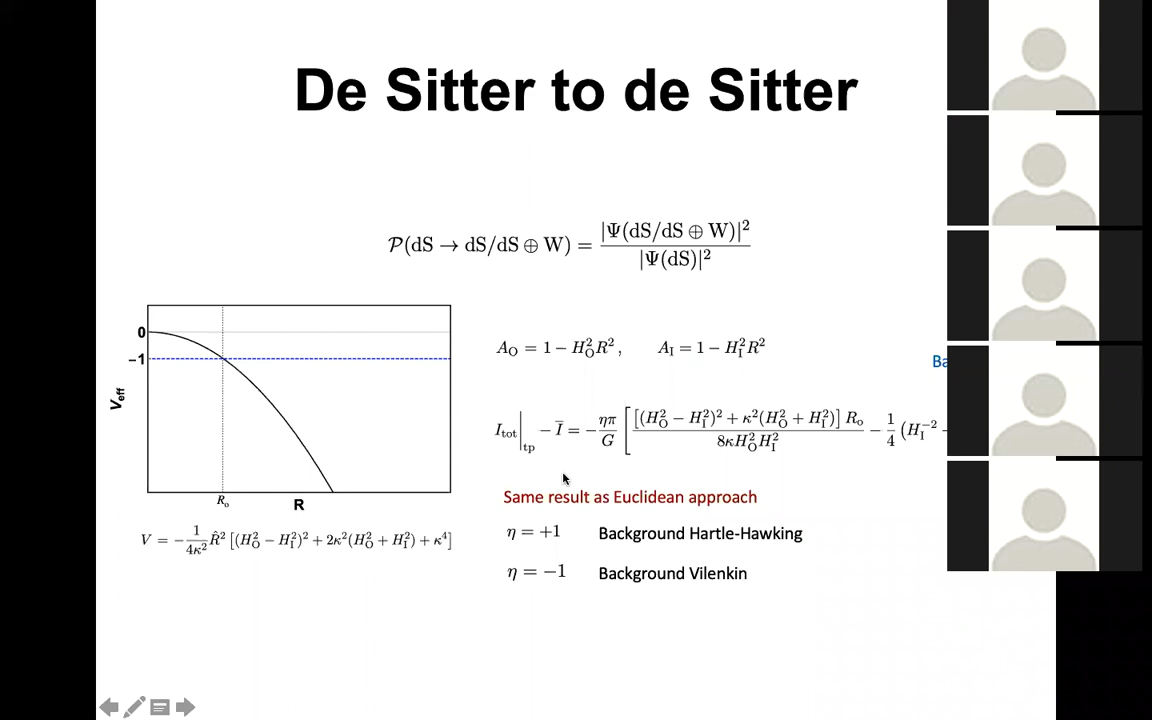 De Sitter to de Sitter
𝒫(dS → dS/dS ⊕ W) = |Ψ(dS/dS ⊕ W)|² / |Ψ(dS)|²
0
−1
V_eff
R_o
R
V = −1/(4κ²) R̂² [(H_O² − H_I²)² + 2κ²(H_O² + H_I²) + κ⁴]
A_O = 1 − H_O²R², A_I = 1 − H_I²R²
I_tot|_tp − Ī = −ηπ/G [ [(H_O² − H_I²)² + κ²(H_O² + H_I²)] R_o / (8κH_O²H_I²) − 1/4 (H_I⁻² −
Same result as Euclidean approach
η = +1 Background Hartle-Hawking
η = −1 Background Vilenkin